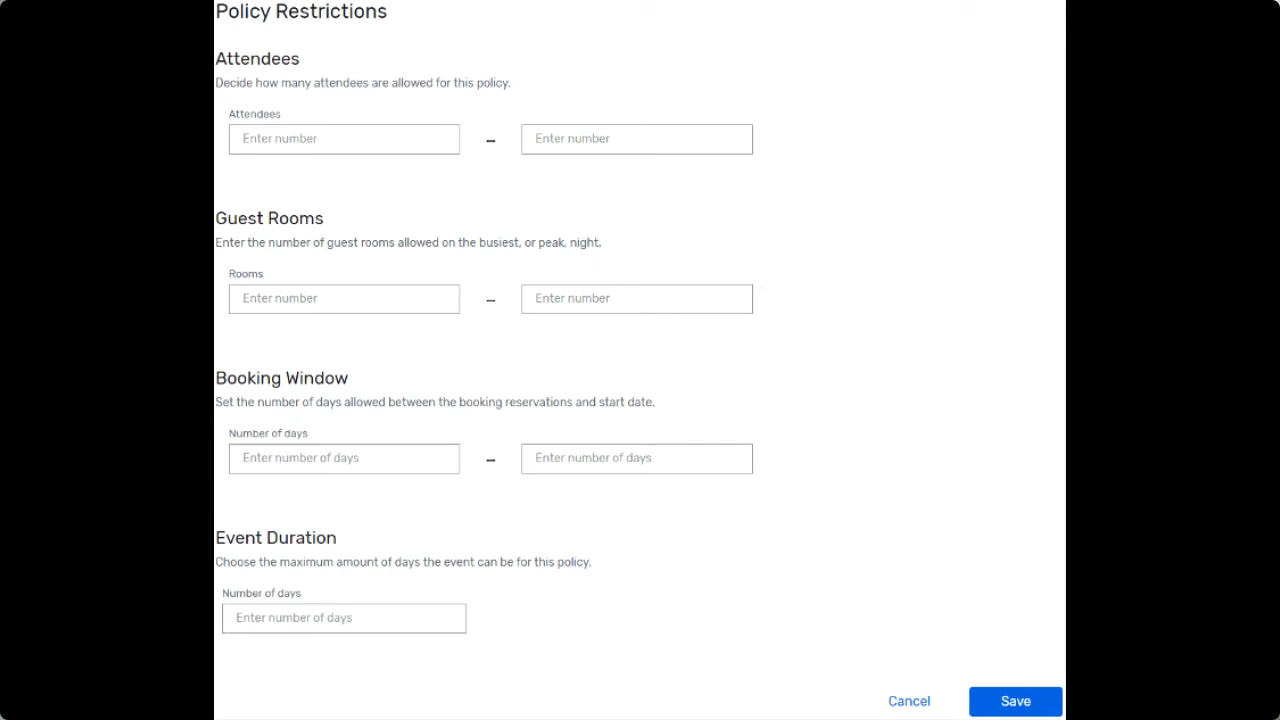 Policy Restrictions
Attendees
Decide how many attendees are allowed for this policy.
Attendees
Enter number – Enter number
Guest Rooms
Enter the number of guest rooms allowed on the busiest, or peak, night.
Rooms
Enter number – Enter number
Booking Window
Set the number of days allowed between the booking reservations and start date.
Number of days
Enter number of days – Enter number of days
Event Duration
Choose the maximum amount of days the event can be for this policy.
Number of days
Enter number of days
Cancel Save